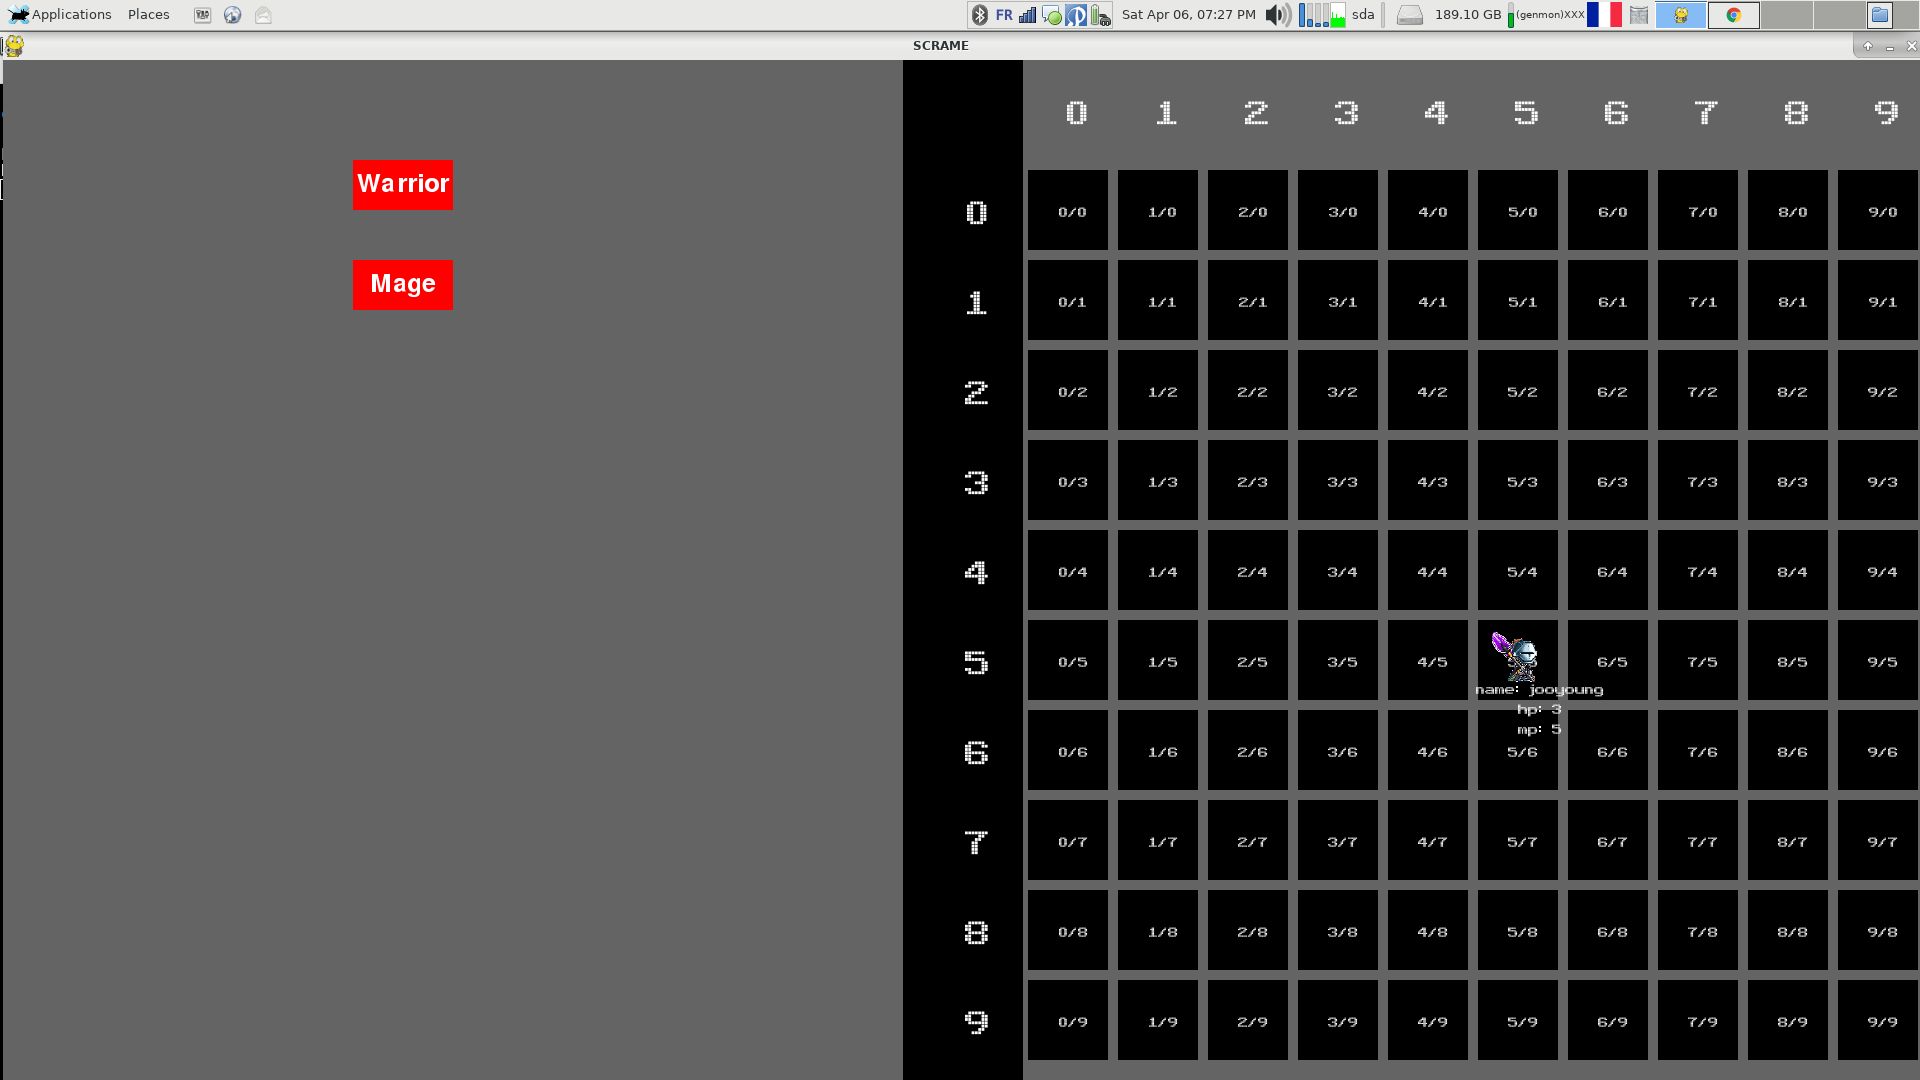 Applications Places FR Sat Apr 06, 07:27 PM sda 189.10 GB (genmon)XXX
SCRAME
Warrior
Mage
0 1 2 3 4 5 6 7 8 9
0 0/0 1/0 2/0 3/0 4/0 5/0 6/0 7/0 8/0 9/0
1 0/1 1/1 2/1 3/1 4/1 5/1 6/1 7/1 8/1 9/1
2 0/2 1/2 2/2 3/2 4/2 5/2 6/2 7/2 8/2 9/2
3 0/3 1/3 2/3 3/3 4/3 5/3 6/3 7/3 8/3 9/3
4 0/4 1/4 2/4 3/4 4/4 5/4 6/4 7/4 8/4 9/4
5 0/5 1/5 2/5 3/5 4/5 6/5 7/5 8/5 9/5
name: jooyoung
hp: 3
mp: 5
6 0/6 1/6 2/6 3/6 4/6 5/6 6/6 7/6 8/6 9/6
7 0/7 1/7 2/7 3/7 4/7 5/7 6/7 7/7 8/7 9/7
8 0/8 1/8 2/8 3/8 4/8 5/8 6/8 7/8 8/8 9/8
9 0/9 1/9 2/9 3/9 4/9 5/9 6/9 7/9 8/9 9/9